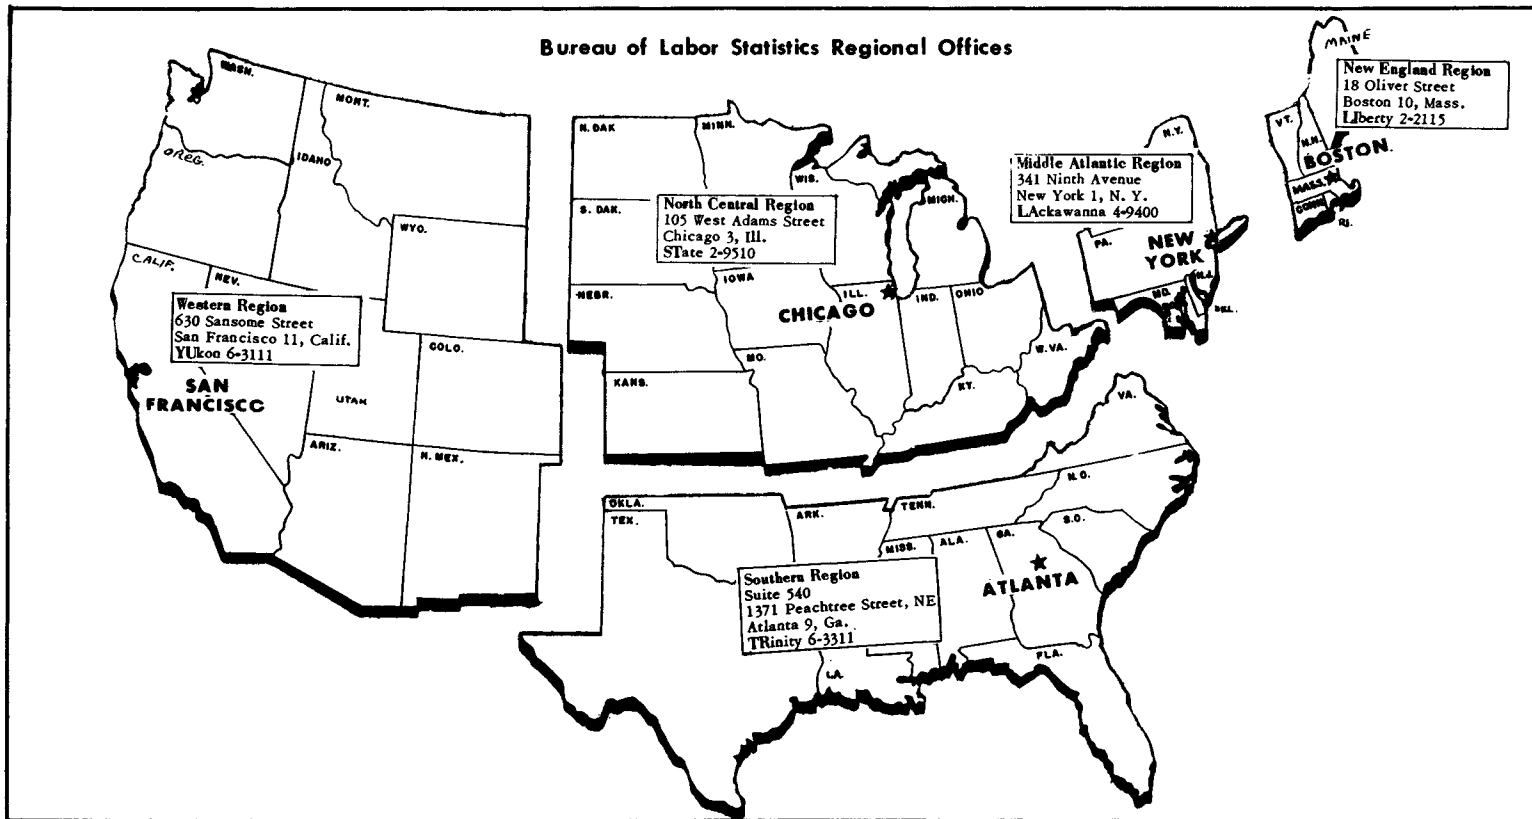 Bureau of Labor Statistics Regional Offices
MAINE
New England Region
18 Oliver Street
Boston 10, Mass.
LIberty 2-2115
VT.
N.H.
BOSTON.
MASS.
CONN.
R.I.
WASH.
MONT.
OREG.
IDAHO
WYO.
CALIF.
NEV.
Western Region
630 Sansome Street
San Francisco 11, Calif.
YUkon 6-3111
SAN
FRANCISCO
UTAH
COLO.
ARIZ.
N. MEX.
N. DAK
MINN.
WIS.
MICH.
S. DAK.
North Central Region
105 West Adams Street
Chicago 3, Ill.
STate 2-9510
NEBR.
IOWA
ILL.
IND.
OHIO
CHICAGO
MO.
KANS.
KY.
W. VA.
N.Y.
Middle Atlantic Region
341 Ninth Avenue
New York 1, N. Y.
LAckawanna 4-9400
PA.
NEW
YORK
N.J.
MD.
DEL.
VA.
OKLA.
TEX.
ARK.
TENN.
N. C.
S.C.
MISS.
ALA.
GA.
Southern Region
Suite 540
1371 Peachtree Street, NE
Atlanta 9, Ga.
TRinity 6-3311
ATLANTA
LA.
FLA.